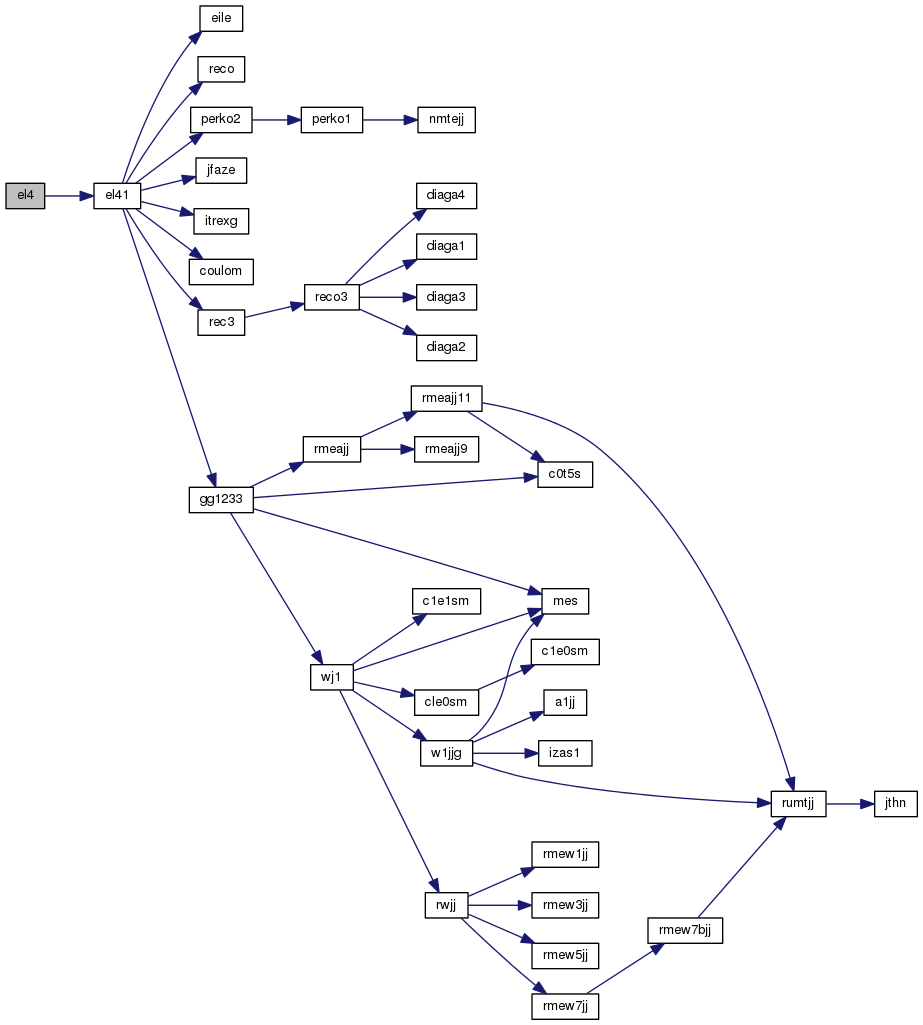 eile
reco
perko2
perko1
nmtejj
jfaze
el4
el41
diaga4
itrexg
diaga1
coulom
reco3
diaga3
rec3
diaga2
rmeajj11
rmeajj
rmeajj9
c0t5s
gg1233
c1e1sm
mes
c1e0sm
wj1
cle0sm
a1jj
w1jjg
izas1
rumtjj
jthn
rmew1jj
rwjj
rmew3jj
rmew7bjj
rmew5jj
rmew7jj